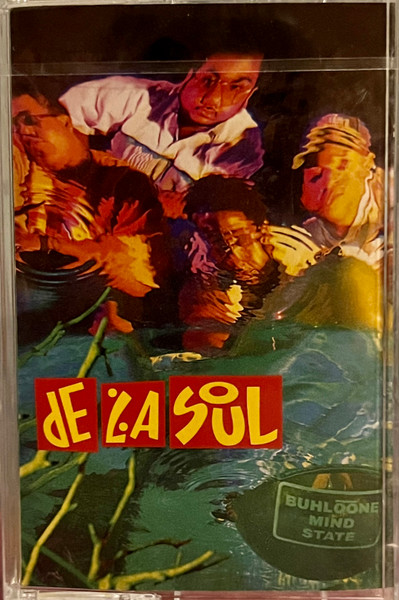 DE LA SOUL
BUHLOONE
MIND
STATE